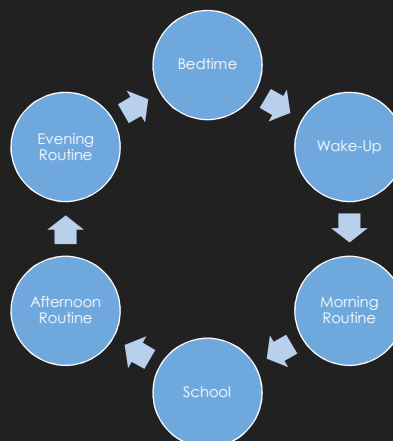 Bedtime
Wake-Up
Morning
Routine
School
Afternoon
Routine
Evening
Routine